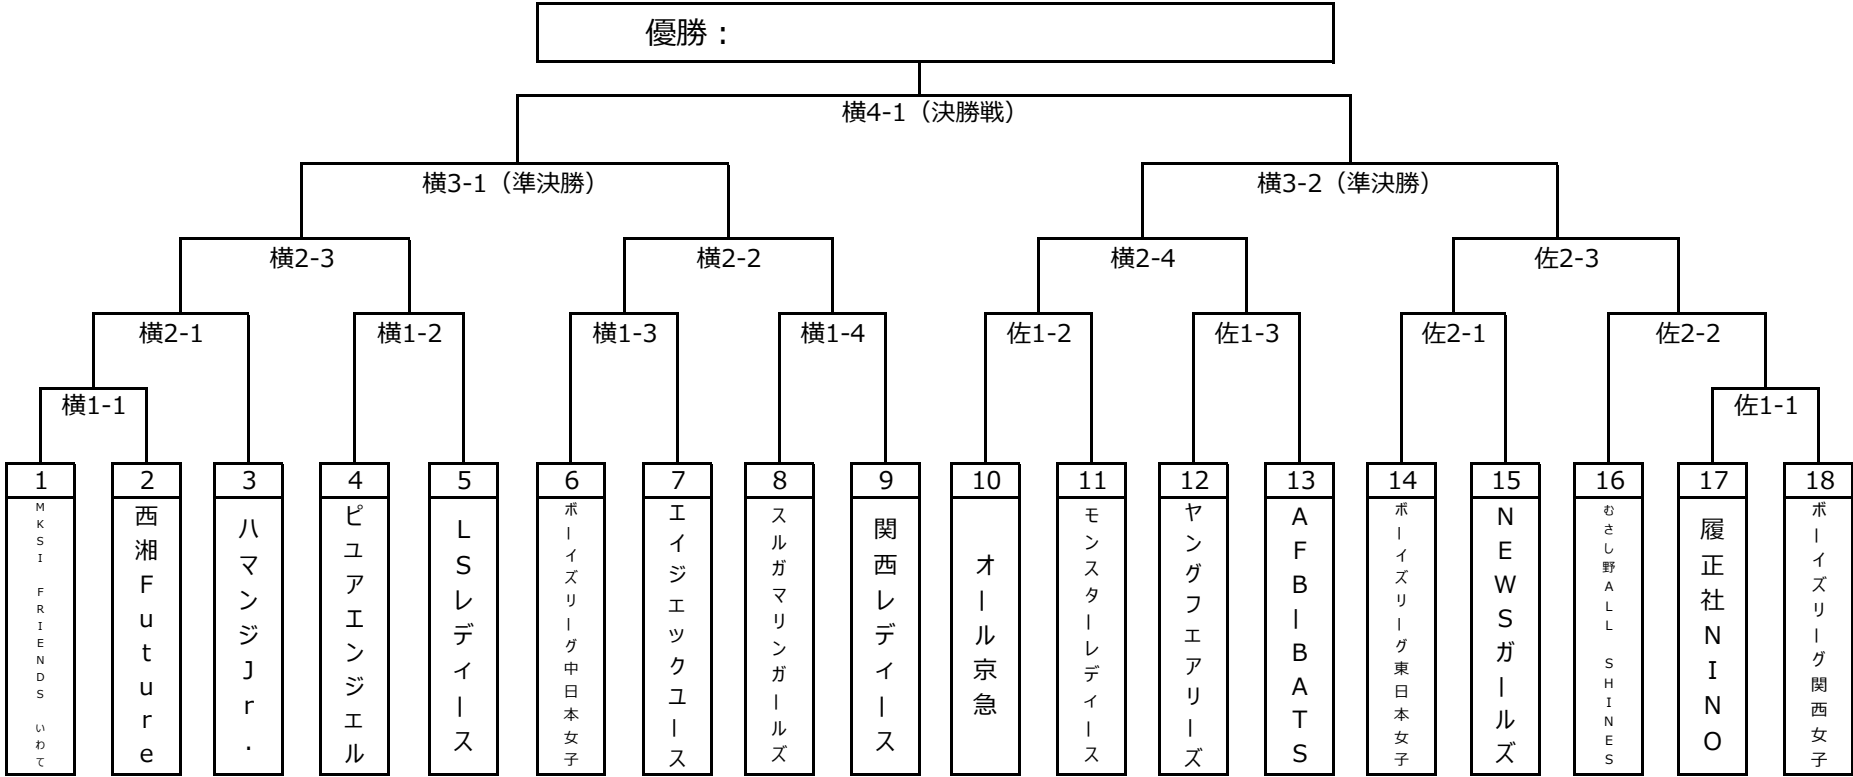 優勝：
横4-1（決勝戦）
横3-1（準決勝）
横3-2（準決勝）
横2-3
横2-2
横2-4
佐2-3
横2-1
横1-2
横1-3
横1-4
佐1-2
佐1-3
佐2-1
佐2-2
横1-1
佐1-1
1
2
3
4
5
6
7
8
9
10
11
12
13
14
15
16
17
18
MKSI FRIENDS いわて
西湘Future
ハマンジJr.
ピュアエンジェル
LSレディース
ボーイズリーグ中日本女子
エイジェックユース
スルガマリンガールズ
関西レディース
オール京急
モンスターレディース
ヤングフェアリーズ
AFB－BATS
ボーイズリーグ東日本女子
NEWSガールズ
むさし野ALL SHINES
履正社NINO
ボーイズリーグ関西女子